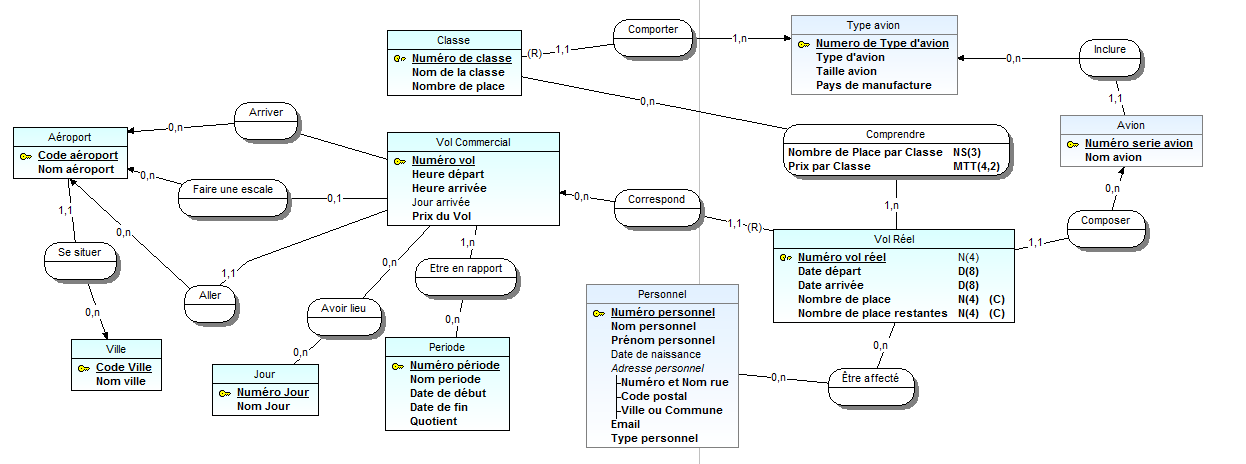 Classe
Numéro de classe
Nom de la classe
Nombre de place
(R)
1,1
Comporter
1,n
Type avion
Numero de Type d'avion
Type d'avion
Taille avion
Pays de manufacture
0,n
Inclure
1,1
Avion
Numéro serie avion
Nom avion
0,n
Composer
1,1
0,n
Comprendre
Nombre de Place par Classe NS(3)
Prix par Classe MTT(4,2)
1,n
Arriver
0,n
Aéroport
Code aéroport
Nom aéroport
0,n
Faire une escale
0,1
Vol Commercial
Numéro vol
Heure départ
Heure arrivée
Jour arrivée
Prix du Vol
0,n
Correspond
1,1
(R)
Vol Réel
Numéro vol réel N(4)
Date départ D(8)
Date arrivée D(8)
Nombre de place N(4) (C)
Nombre de place restantes N(4) (C)
1,1
Se situer
0,n
0,n
Aller
1,1
0,n
Avoir lieu
0,n
1,n
Etre en rapport
0,n
Ville
Code Ville
Nom ville
Jour
Numéro Jour
Nom Jour
Periode
Numéro période
Nom periode
Date de début
Date de fin
Quotient
Personnel
Numéro personnel
Nom personnel
Prénom personnel
Date de naissance
Adresse personnel
Numéro et Nom rue
Code postal
Ville ou Commune
Email
Type personnel
0,n
0,n
Être affecté